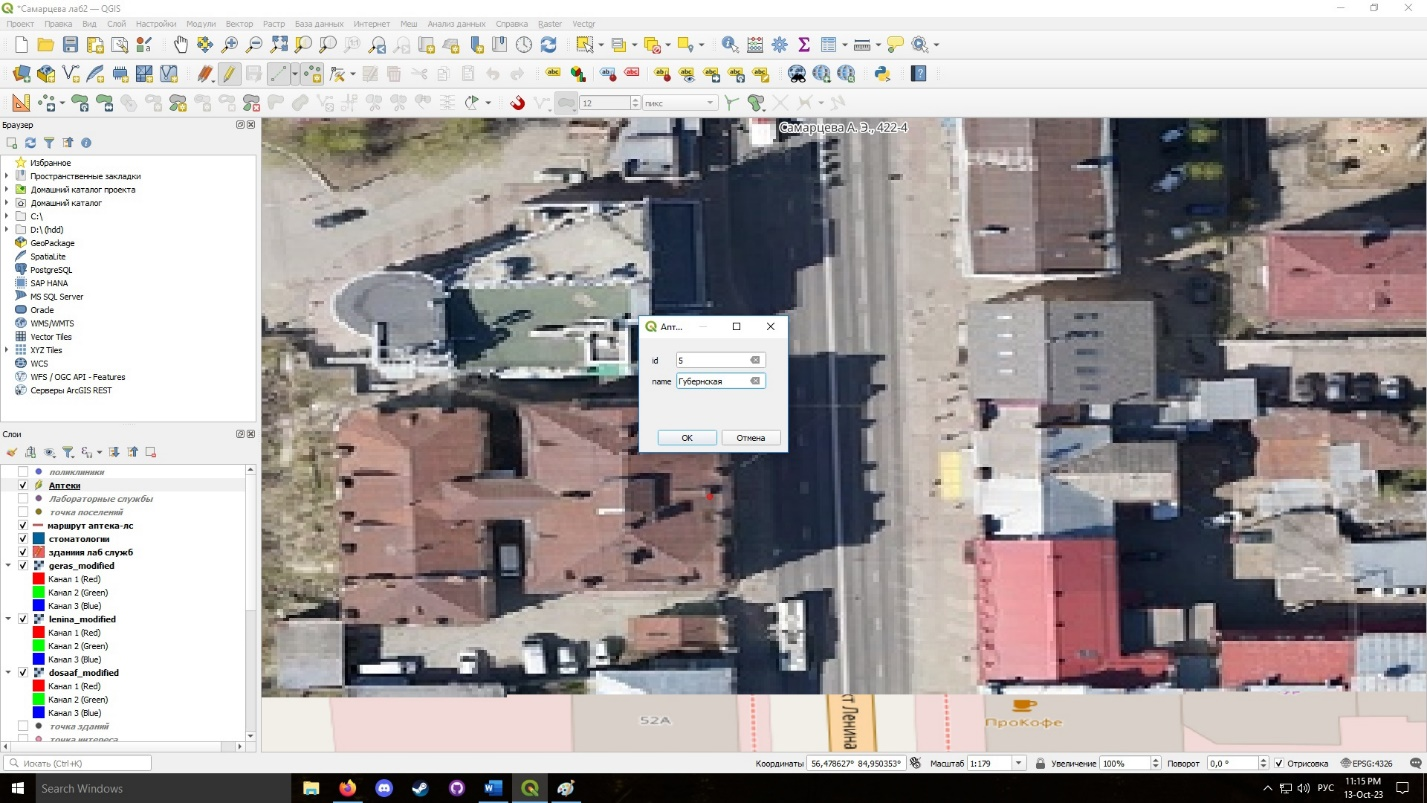 *Самарцева лаб2 — QGIS
Проект Правка Вид Слой Настройки Модули Вектор Растр База данных Интернет Меш Анализ данных Справка Raster Vector
12 пикс
Браузер
Самарцева А. Э., 422-4
Избранное
Пространственные закладки
Домашний каталог проекта
Домашний каталог
C:\
D:\ (hdd)
GeoPackage
SpatiaLite
PostgreSQL
SAP HANA
MS SQL Server
Oracle
WMS/WMTS
Vector Tiles
XYZ Tiles
WCS
WFS / OGC API - Features
Серверы ArcGIS REST
Апт...
id 5
name Губернская
OK Отмена
Слои
поликлиники
Аптеки
Лабораторные службы
точка поселений
маршрут аптека-лс
стоматологии
здания лаб служб
geras_modified
Канал 1 (Red)
Канал 2 (Green)
Канал 3 (Blue)
lenina_modified
Канал 1 (Red)
Канал 2 (Green)
Канал 3 (Blue)
dosaaf_modified
Канал 1 (Red)
Канал 2 (Green)
Канал 3 (Blue)
точка зданий
точка интереса
52А
ст Ленина
ПроКофе
Искать (Ctrl+K)
Координаты 56,478627° 84,950353° Масштаб 1:179 Увеличение 100% Поворот 0,0 ° Отрисовка EPSG:4326
Search Windows
РУС
11:15 PM
13-Oct-23